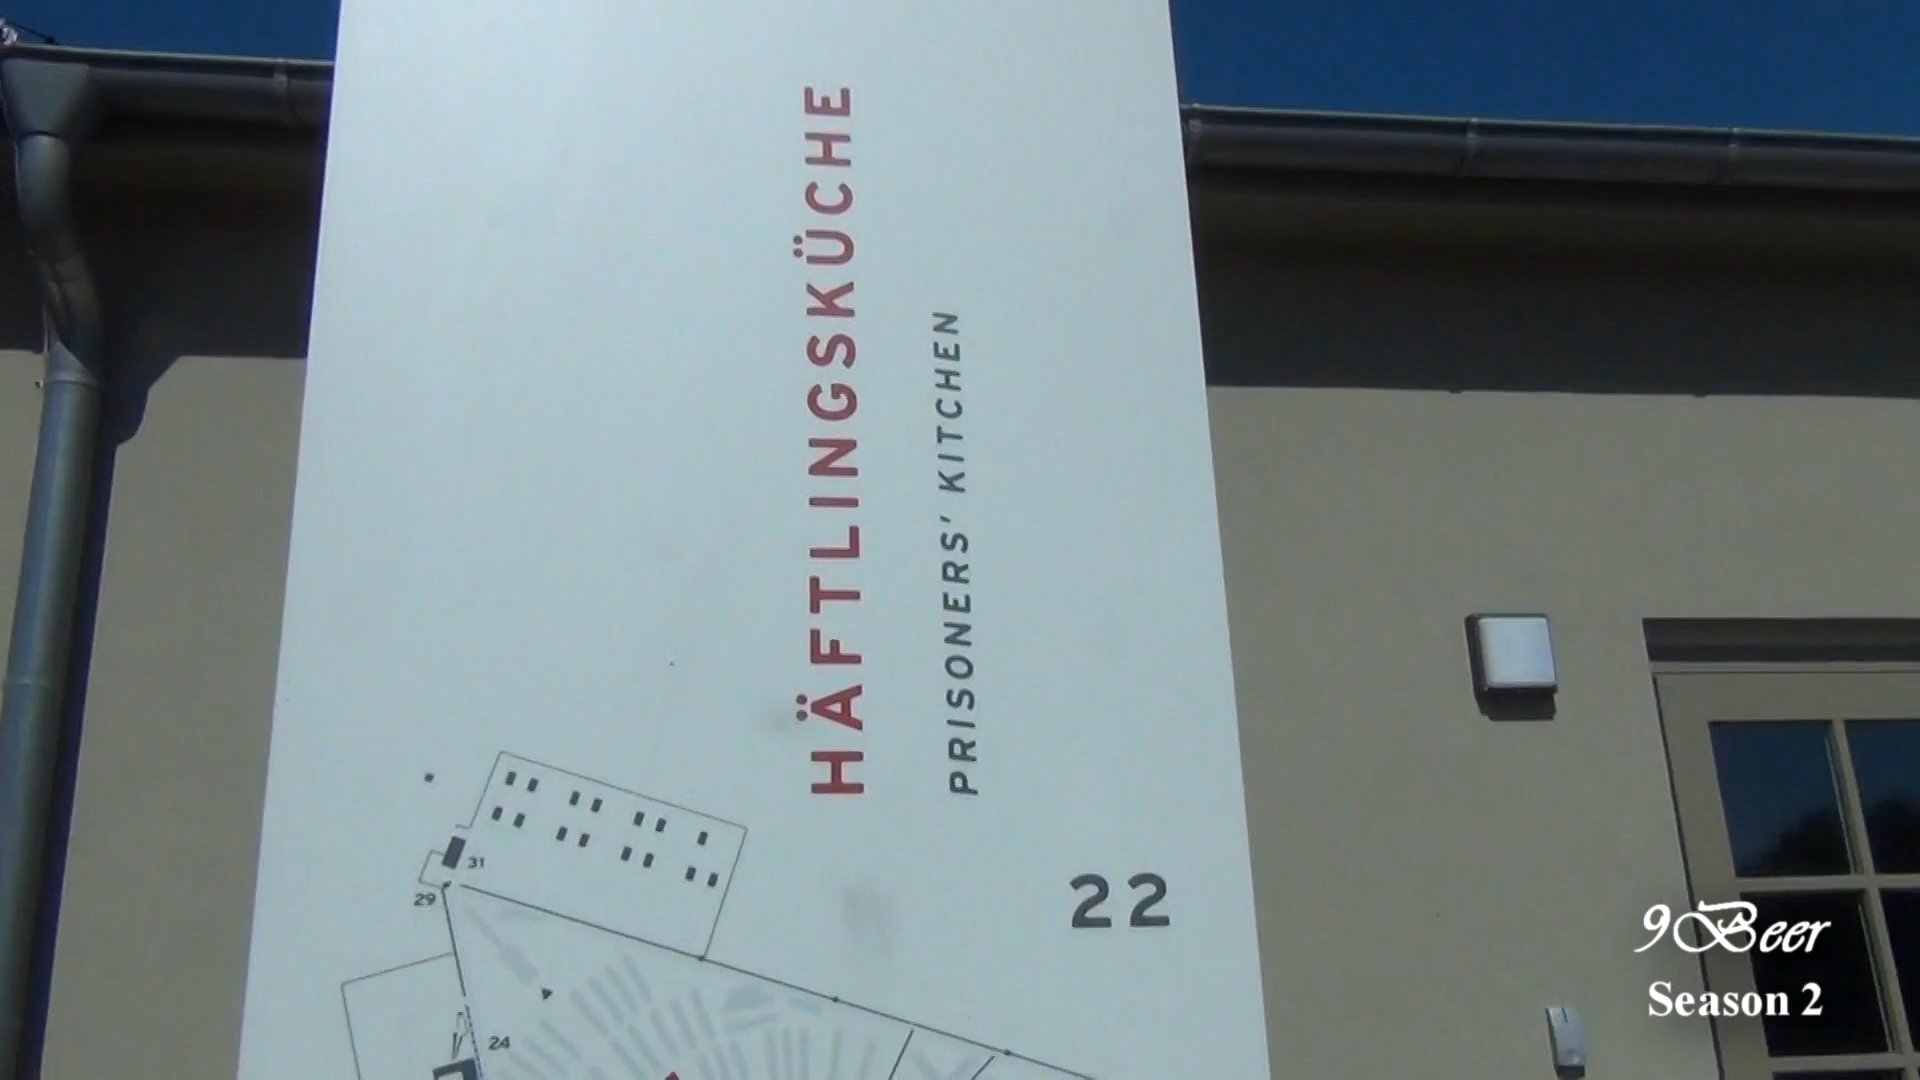 HÄFTLINGSKÜCHE
PRISONERS' KITCHEN
22
31
29
24
9Beer
Season 2